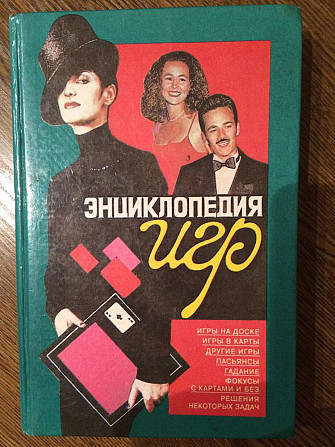 ЭНЦИКЛОПЕДИЯ
игр
ИГРЫ НА ДОСКЕ
ИГРЫ В КАРТЫ
ДРУГИЕ ИГРЫ
ПАСЬЯНСЫ
ГАДАНИЕ
ФОКУСЫ
С КАРТАМИ И БЕЗ
РЕШЕНИЯ
НЕКОТОРЫХ ЗАДАЧ